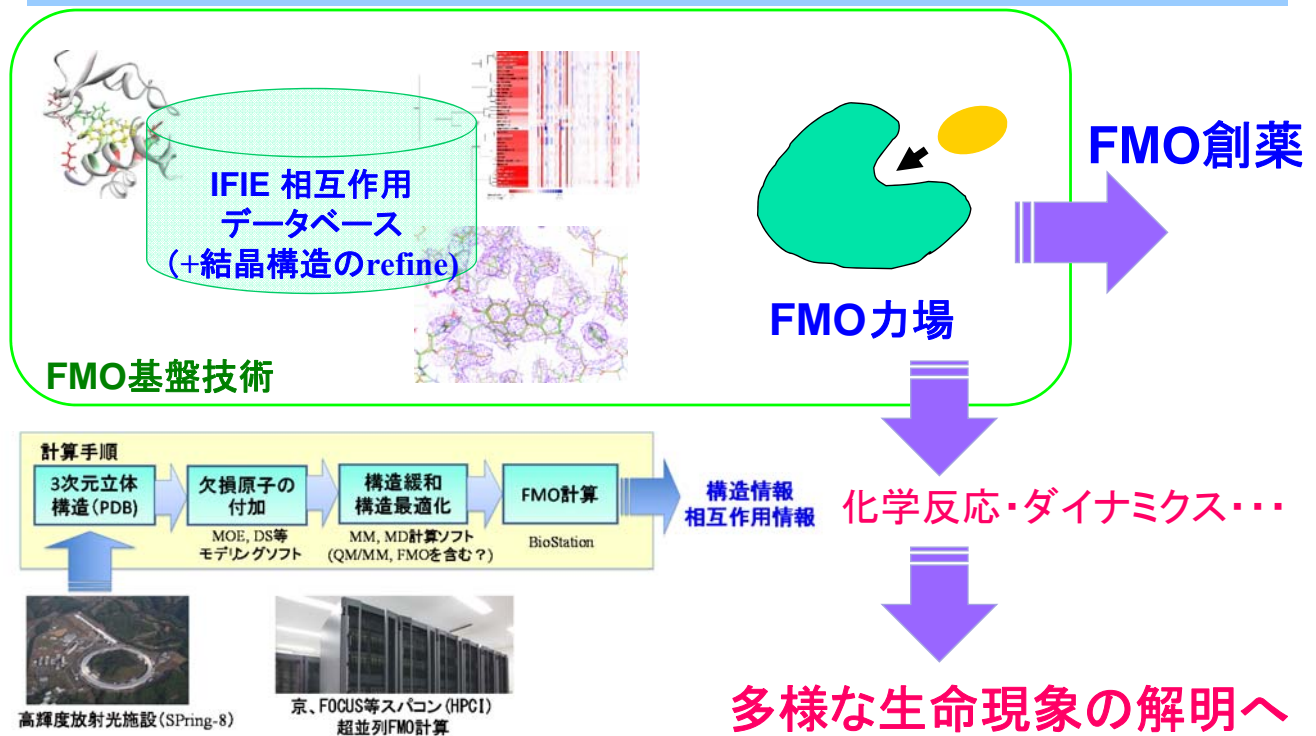 IFIE 相互作用
データベース
(+結晶構造のrefine)
FMO創薬
FMO力場
FMO基盤技術
計算手順
3次元立体
構造(PDB)
欠損原子の
付加
構造緩和
構造最適化
FMO計算
MOE, DS等
モデリングソフト
MM, MD計算ソフト
(QM/MM, FMOを含む？)
BioStation
構造情報
相互作用情報
化学反応・ダイナミクス・・・
高輝度放射光施設(SPring-8)
京、FOCUS等スパコン(HPCI)
超並列FMO計算
多様な生命現象の解明へ